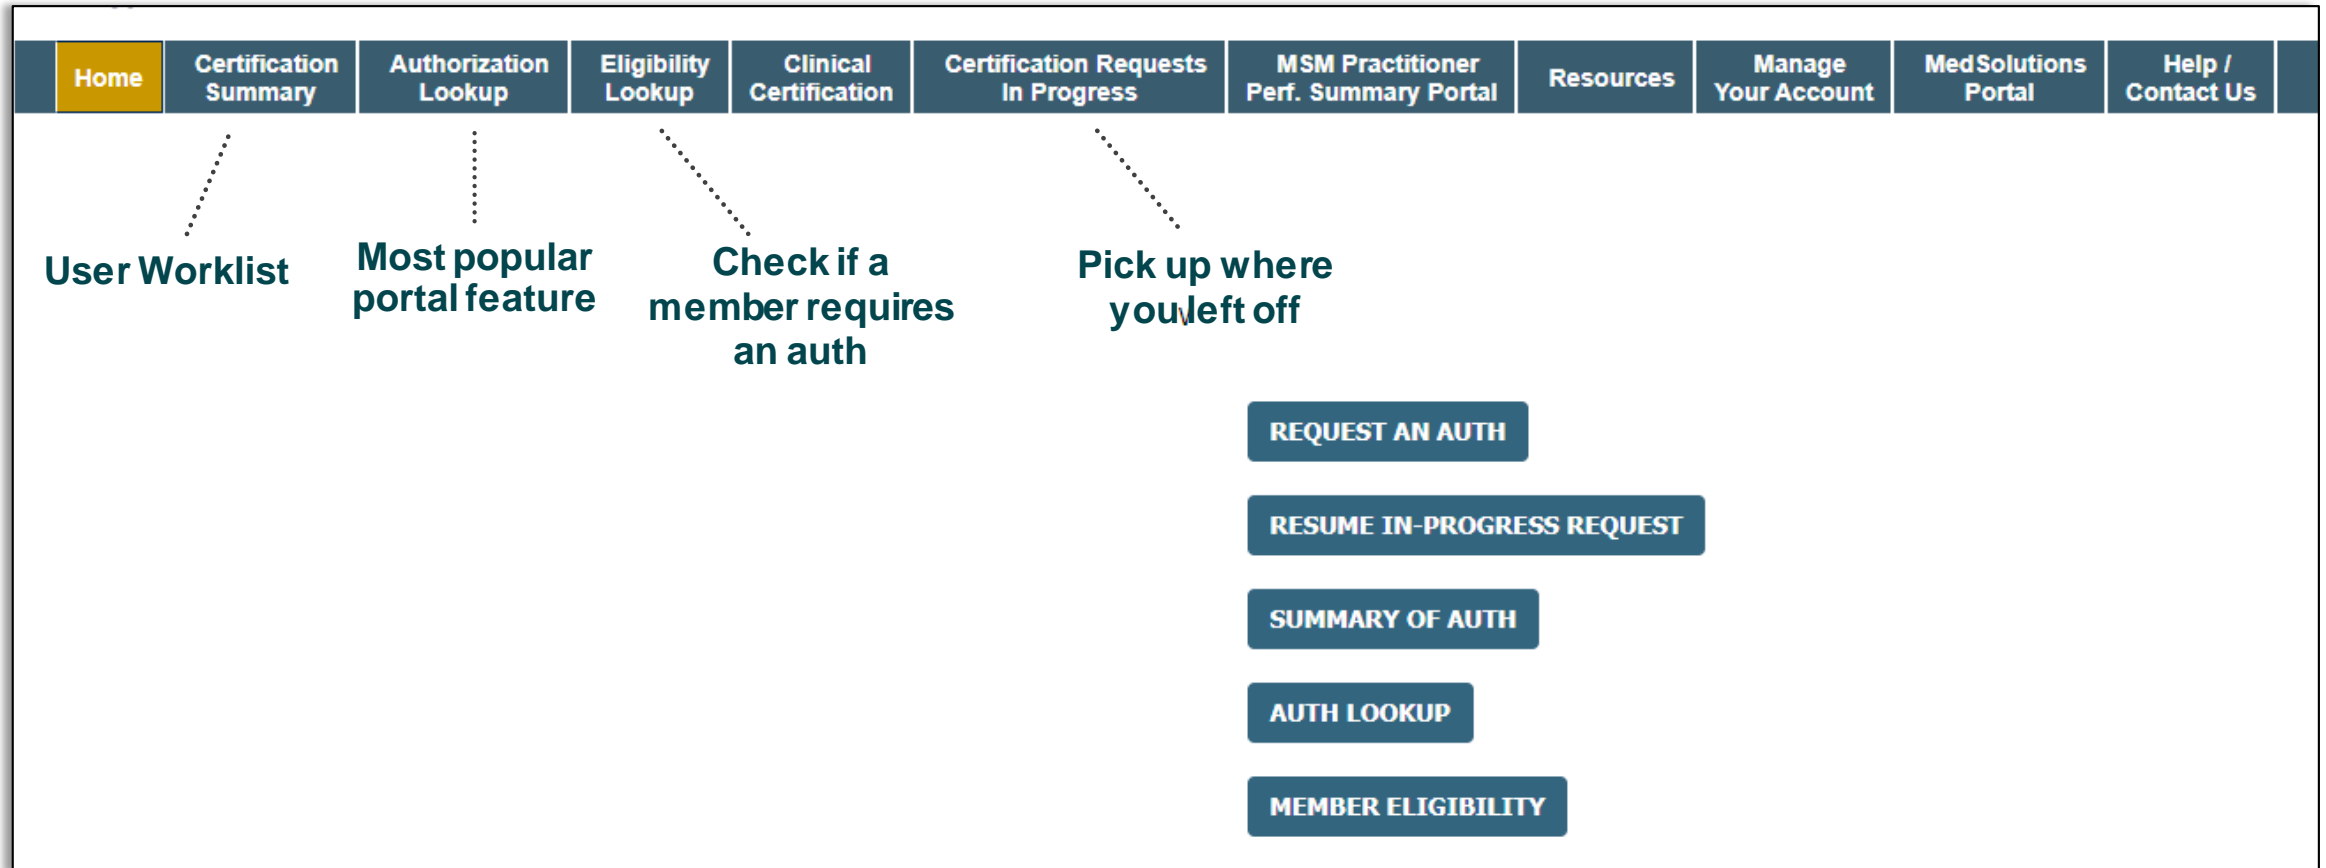 Home
Certification
Summary
Authorization
Lookup
Eligibility
Lookup
Clinical
Certification
Certification Requests
In Progress
MSM Practitioner
Perf. Summary Portal
Resources
Manage
Your Account
MedSolutions
Portal
Help /
Contact Us
User Worklist
Most popular
portal feature
Check if a
member requires
an auth
Pick up where
you left off
REQUEST AN AUTH
RESUME IN-PROGRESS REQUEST
SUMMARY OF AUTH
AUTH LOOKUP
MEMBER ELIGIBILITY